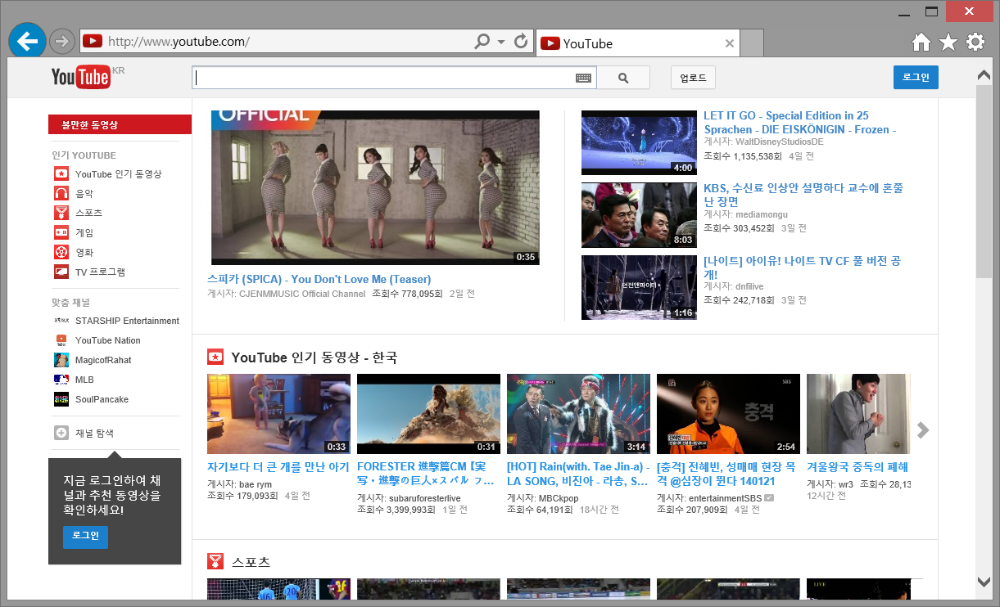 http://www.youtube.com/
YouTube
YouTube KR
업로드
로그인
볼만한 동영상
인기 YOUTUBE
YouTube 인기 동영상
음악
스포츠
게임
영화
TV 프로그램
맞춤 채널
STARSHIP Entertainment
YouTube Nation
MagicofRahat
MLB
SoulPancake
채널 탐색
지금 로그인하여 채
널과 추천 동영상을
확인하세요!
로그인
OFFICIAL
0:35
스피카 (SPICA) - You Don't Love Me (Teaser)
게시자: CJENMMUSIC Official Channel 조회수 778,095회 2일 전
4:00
LET IT GO - Special Edition in 25
Sprachen - DIE EISKÖNIGIN - Frozen -
게시자: WaltDisneyStudiosDE
조회수 1,135,538회 4일 전
8:03
KBS, 수신료 인상안 설명하다 교수에 혼쭐
난 장면
게시자: mediamongu
조회수 303,452회 3일 전
던전앤파이터
1:16
[나이트] 아이유! 나이트 TV CF 풀 버전 공
개!
게시자: dnfilive
조회수 242,718회 3일 전
YouTube 인기 동영상 - 한국
0:33
자기보다 더 큰 개를 만난 아기
게시자: bae rym
조회수 179,093회 4일 전
0:31
FORESTER 進撃篇CM 【実
写・進撃の巨人×スバル フ...
게시자: subaruforesterlive
조회수 3,399,993회 1일 전
3:14
[HOT] Rain(with. Tae Jin-a) -
LA SONG, 비진아 - 라송, S...
게시자: MBCkpop
조회수 64,191회 18시간 전
SBS
충격
2:54
[충격] 전혜빈, 성매매 현장 목
격 @심장이 뛴다 140121
게시자: entertainmentSBS
조회수 207,909회 4일 전
겨울왕국 중독의 폐해
게시자: wr3 조회수 28,13
12시간 전
스포츠
LIVE